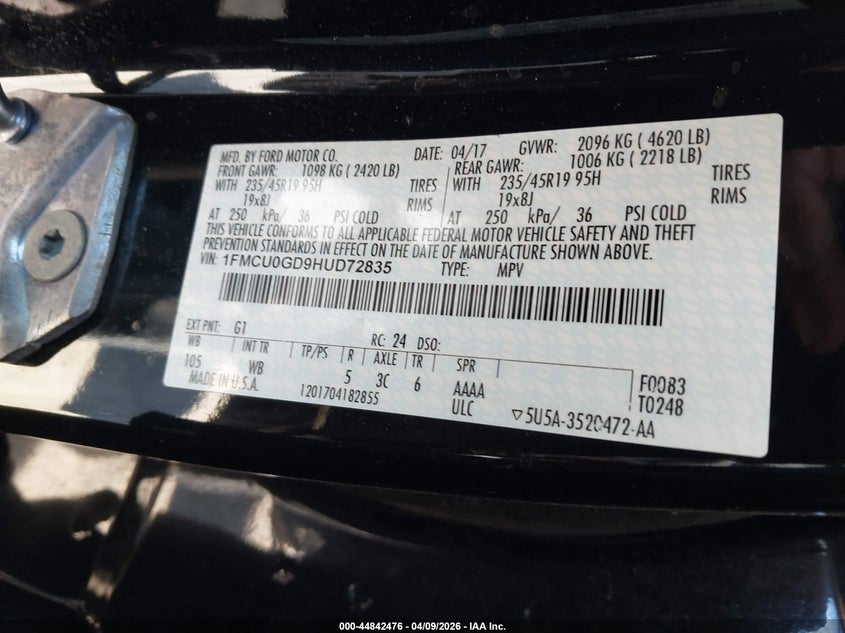 MFD. BY FORD MOTOR CO. DATE: 04/17 GVWR: 2096 KG ( 4620 LB)
FRONT GAWR: 1098 KG ( 2420 LB) REAR GAWR: 1006 KG ( 2218 LB)
WITH 235/45R19 95H TIRES WITH 235/45R19 95H TIRES
19x8J RIMS 19x8J RIMS
AT 250 kPa/ 36 PSI COLD AT 250 kPa/ 36 PSI COLD
THIS VEHICLE CONFORMS TO ALL APPLICABLE FEDERAL MOTOR VEHICLE SAFETY AND THEFT
PREVENTION STANDARDS IN EFFECT ON THE DATE OF MANUFACTURE SHOWN ABOVE.
VIN: 1FMCU0GD9HUD72835 TYPE: MPV
EXT PNT: G1 RC: 24 DSO:
WB INT TR TP/PS R AXLE TR SPR
105 WB 5 3C 6 AAAA F0083
MADE IN U.S.A. 1201704182855 ULC T0248
▽5U5A-3520472-AA
000-44842476 | 04/09/2026 - IAA Inc.